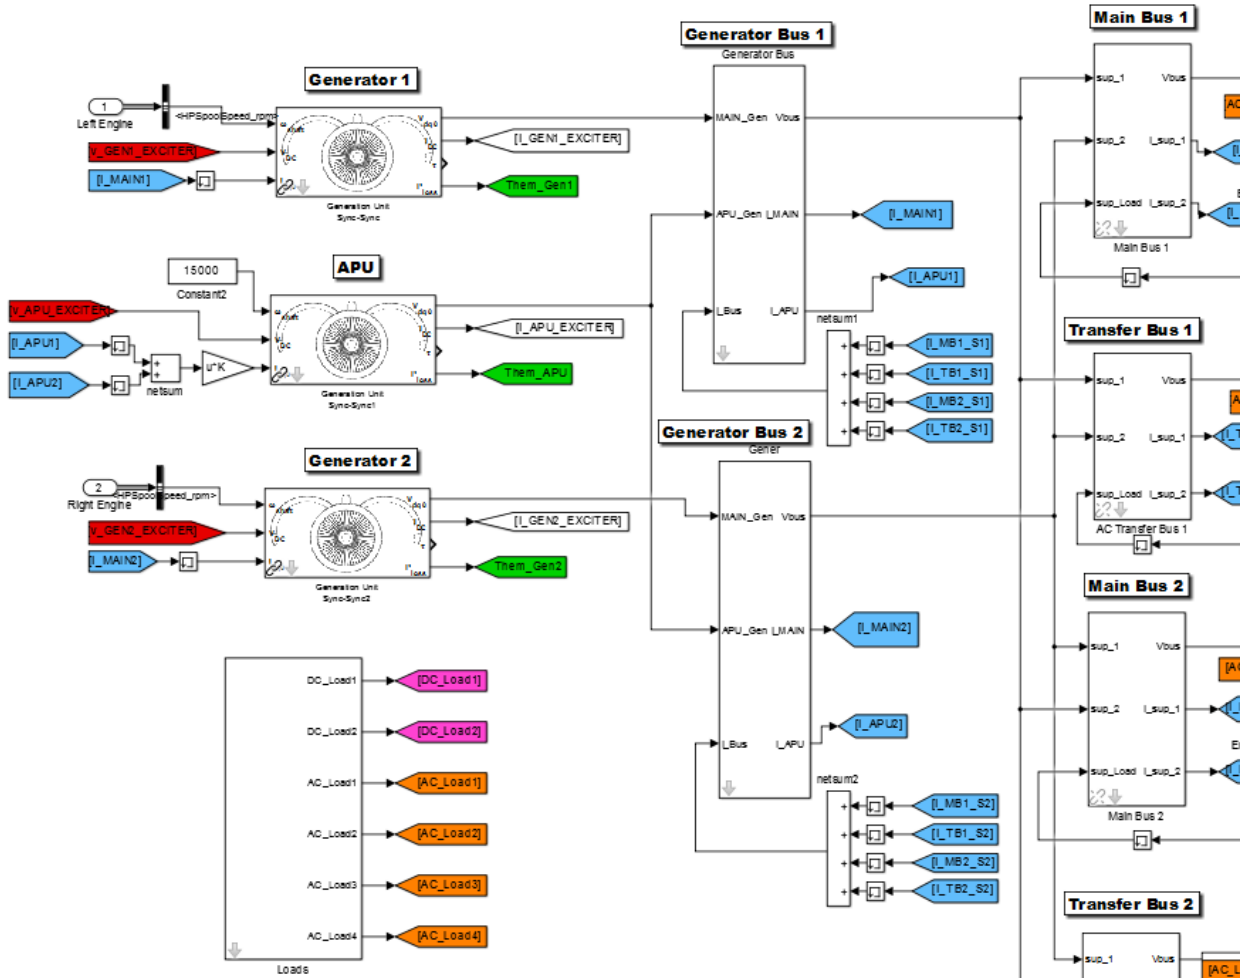 Generator 1
1
Left Engine
<HPSpoolSpeed_rpm>
[I_MAIN1]
shaft
DC
[I_GEN1_EXCITER]
Them_Gen1
Generation Unit
Sync-Sync
APU
15000
Constant2
[I_APU1]
[I_APU2]
netsum
u*K
[I_APU_EXCITER]
Them_APU
Generation Unit
Sync-Sync1
Generator 2
2
Right Engine
[I_MAIN2]
[I_GEN2_EXCITER]
Them_Gen2
Generation Unit
Sync-Sync2
DC_Load1
[DC_Load1]
DC_Load2
[DC_Load2]
AC_Load1
[AC_Load1]
AC_Load2
[AC_Load2]
AC_Load3
[AC_Load3]
AC_Load4
[AC_Load4]
Loads
Generator Bus 1
Generator Bus
MAIN_Gen
Vbus
APU_Gen
I_MAIN
[I_MAIN1]
I_Bus
I_APU
[I_APU1]
netsum1
[I_MB1_S1]
[I_TB1_S1]
[I_MB2_S1]
[I_TB2_S1]
Generator Bus 2
Gener
MAIN_Gen
Vbus
APU_Gen
I_MAIN
[I_MAIN2]
I_Bus
I_APU
[I_APU2]
netsum2
[I_MB1_S2]
[I_TB1_S2]
[I_MB2_S2]
[I_TB2_S2]
Main Bus 1
sup_1
Vbus
sup_2
I_sup_1
sup_Load
I_sup_2
Main Bus 1
Transfer Bus 1
sup_1
Vbus
sup_2
I_sup_1
sup_Load
I_sup_2
AC Transfer Bus 1
Main Bus 2
sup_1
Vbus
sup_2
I_sup_1
sup_Load
I_sup_2
Main Bus 2
Transfer Bus 2
sup_1
Vbus